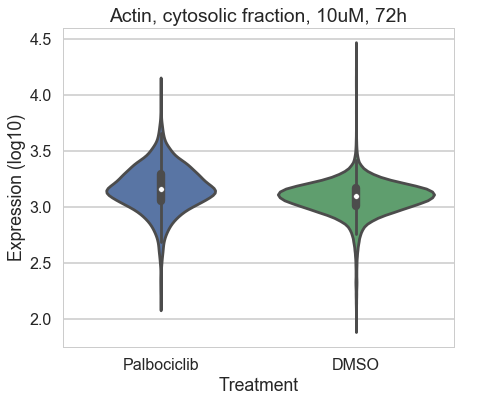 Actin, cytosolic fraction, 10uM, 72h
Expression (log10)
4.5
4.0
3.5
3.0
2.5
2.0
Palbociclib DMSO
Treatment